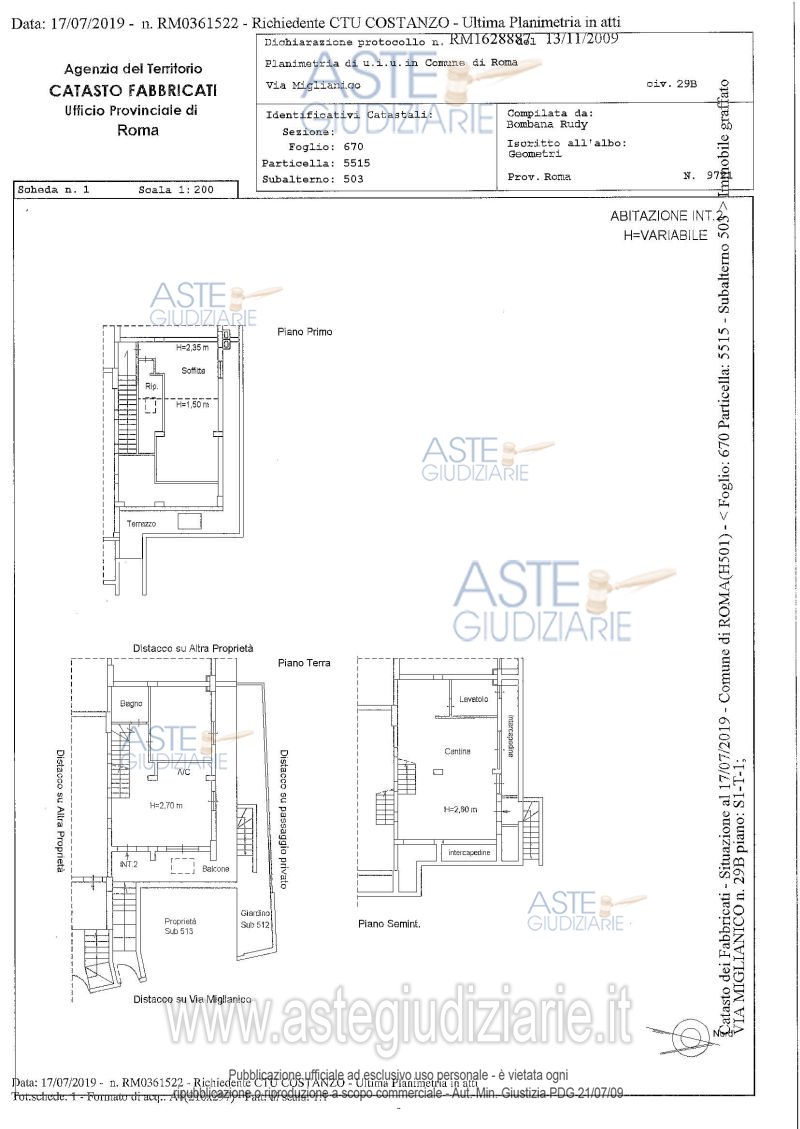 Data: 17/07/2019 - n. RM0361522 - Richiedente CTU COSTANZO - Ultima Planimetria in atti
Agenzia del Territorio
CATASTO FABBRICATI
Ufficio Provinciale di
Roma
Dichiarazione protocollo n. RM1628887 del 13/11/2009
Planimetria di u.i.u.in Comune di Roma
Via Miglianico civ. 29B
Identificativi Catastali:
Sezione:
Foglio: 670
Particella: 5515
Subalterno: 503
Compilata da:
Bombana Rudy
Iscritto all'albo:
Geometri
Prov. Roma N. 9721
Scheda n. 1 Scala 1:200
ABITAZIONE INT.2
H=VARIABILE
ASTE
GIUDIZIARIE
ASTE
GIUDIZIARIE
Piano Primo
H=2,35 m
Soffitta
Rip.
H=1,50 m
Terrazzo
ASTE
GIUDIZIARIE
ASTE
GIUDIZIARIE
Distacco su Altra Proprietà
Piano Terra
Bagno
ASTE
GIUDIZIARIE
A/C
H=2,70 m
INT.2
Balcone
Distacco su Altra Proprietà
Distacco su passaggio privato
Proprietà
Sub 513
Giardino
Sub 512
Distacco su Via Miglianico
Lavatoio
Cantina
Intercapedine
H=2,60 m
intercapedine
Piano Semint.
ASTE
GIUDIZIARIE
Nord
Catasto dei Fabbricati - Situazione al 17/07/2019 - Comune di ROMA(H501) - < Foglio: 670 Particella: 5515 - Subalterno 503 > Immobile graffato
VIA MIGLIANICO n. 29B piano: S1-T-1;
www.astegiudiziarie.it
Pubblicazione ufficiale ad esclusivo uso personale - è vietata ogni
Data: 17/07/2019 - n. RM0361522 - Richiedente CTU COSTANZO - Ultima Planimetria in atti
ripubblicazione o riproduzione a scopo commerciale - Aut. Min. Giustizia PDG 21/07/09
Tot.schede: 1 - Formato di acq.: A4(210x297) - Fatt. di scala: 1:1